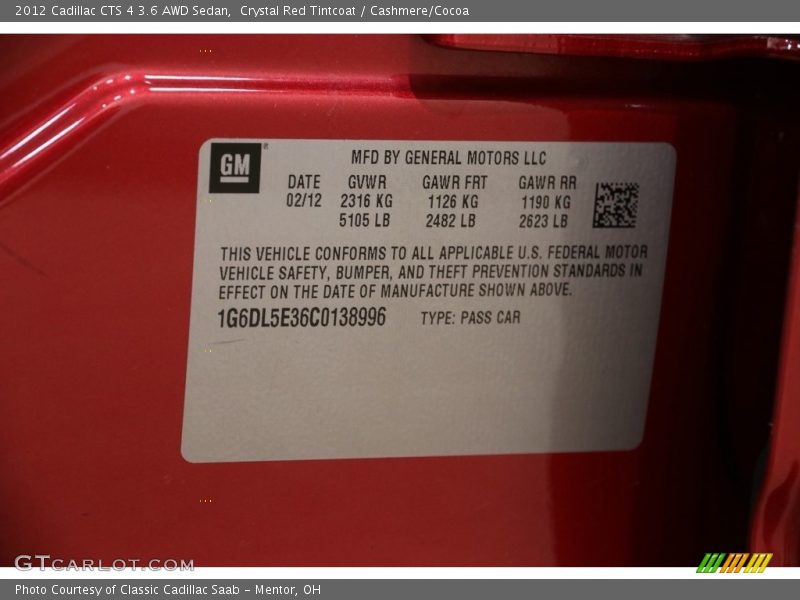 2012 Cadillac CTS 4 3.6 AWD Sedan,  Crystal Red Tintcoat / Cashmere/Cocoa
GM
MFD BY GENERAL MOTORS LLC
DATE GVWR GAWR FRT GAWR RR
02/12 2316 KG 1126 KG 1190 KG
5105 LB 2482 LB 2623 LB
THIS VEHICLE CONFORMS TO ALL APPLICABLE U.S. FEDERAL MOTOR
VEHICLE SAFETY, BUMPER, AND THEFT PREVENTION STANDARDS IN
EFFECT ON THE DATE OF MANUFACTURE SHOWN ABOVE.
1G6DL5E36C0138996 TYPE: PASS CAR
GTCARLOT.COM
Photo Courtesy of Classic Cadillac Saab – Mentor, OH